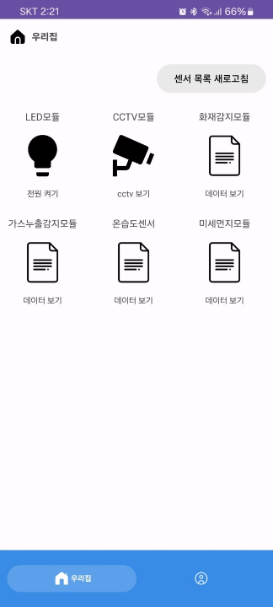 SKT 2:21 66%
우리집
센서 목록 새로고침
LED모듈 CCTV모듈 화재감지모듈
전원 켜기 cctv 보기 데이터 보기
가스누출감지모듈 온습도센서 미세먼지모듈
데이터 보기 데이터 보기 데이터 보기
우리집